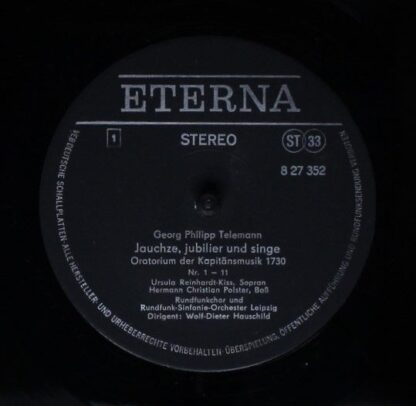 ETERNA
1
STEREO
ST 33
8 27 352
Georg Philipp Telemann
Jauchze, jubilier und singe
Oratorium der Kapitänsmusik 1730
Nr. 1 – 11
Ursula Reinhardt-Kiss, Sopran
Hermann Christian Polster, Baß
Rundfunkchor und
Rundfunk-Sinfonie-Orchester Leipzig
Dirigent: Wolf-Dieter Hauschild
VEB DEUTSCHE SCHALLPLATTEN·ALLE HERSTELLER- UND URHEBERRECHTE VORBEHALTEN·ÜBERSPIELUNG, ÖFFENTLICHE AUFFÜHRUNG UND RUNDFUNKSENDUNG VERBOTEN!